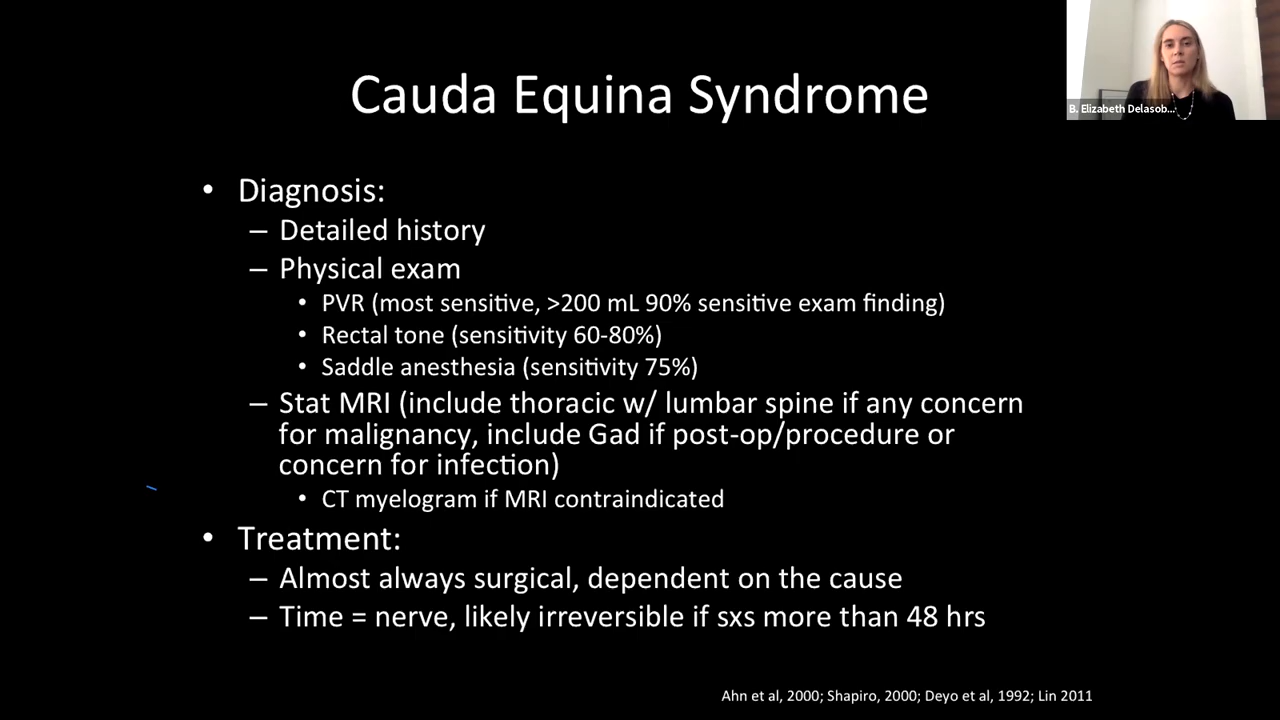 Cauda Equina Syndrome
B. Elizabeth Delasob...
• Diagnosis:
– Detailed history
– Physical exam
• PVR (most sensitive, >200 mL 90% sensitive exam finding)
• Rectal tone (sensitivity 60-80%)
• Saddle anesthesia (sensitivity 75%)
– Stat MRI (include thoracic w/ lumbar spine if any concern
for malignancy, include Gad if post-op/procedure or
concern for infection)
• CT myelogram if MRI contraindicated
• Treatment:
– Almost always surgical, dependent on the cause
– Time = nerve, likely irreversible if sxs more than 48 hrs
Ahn et al, 2000; Shapiro, 2000; Deyo et al, 1992; Lin 2011